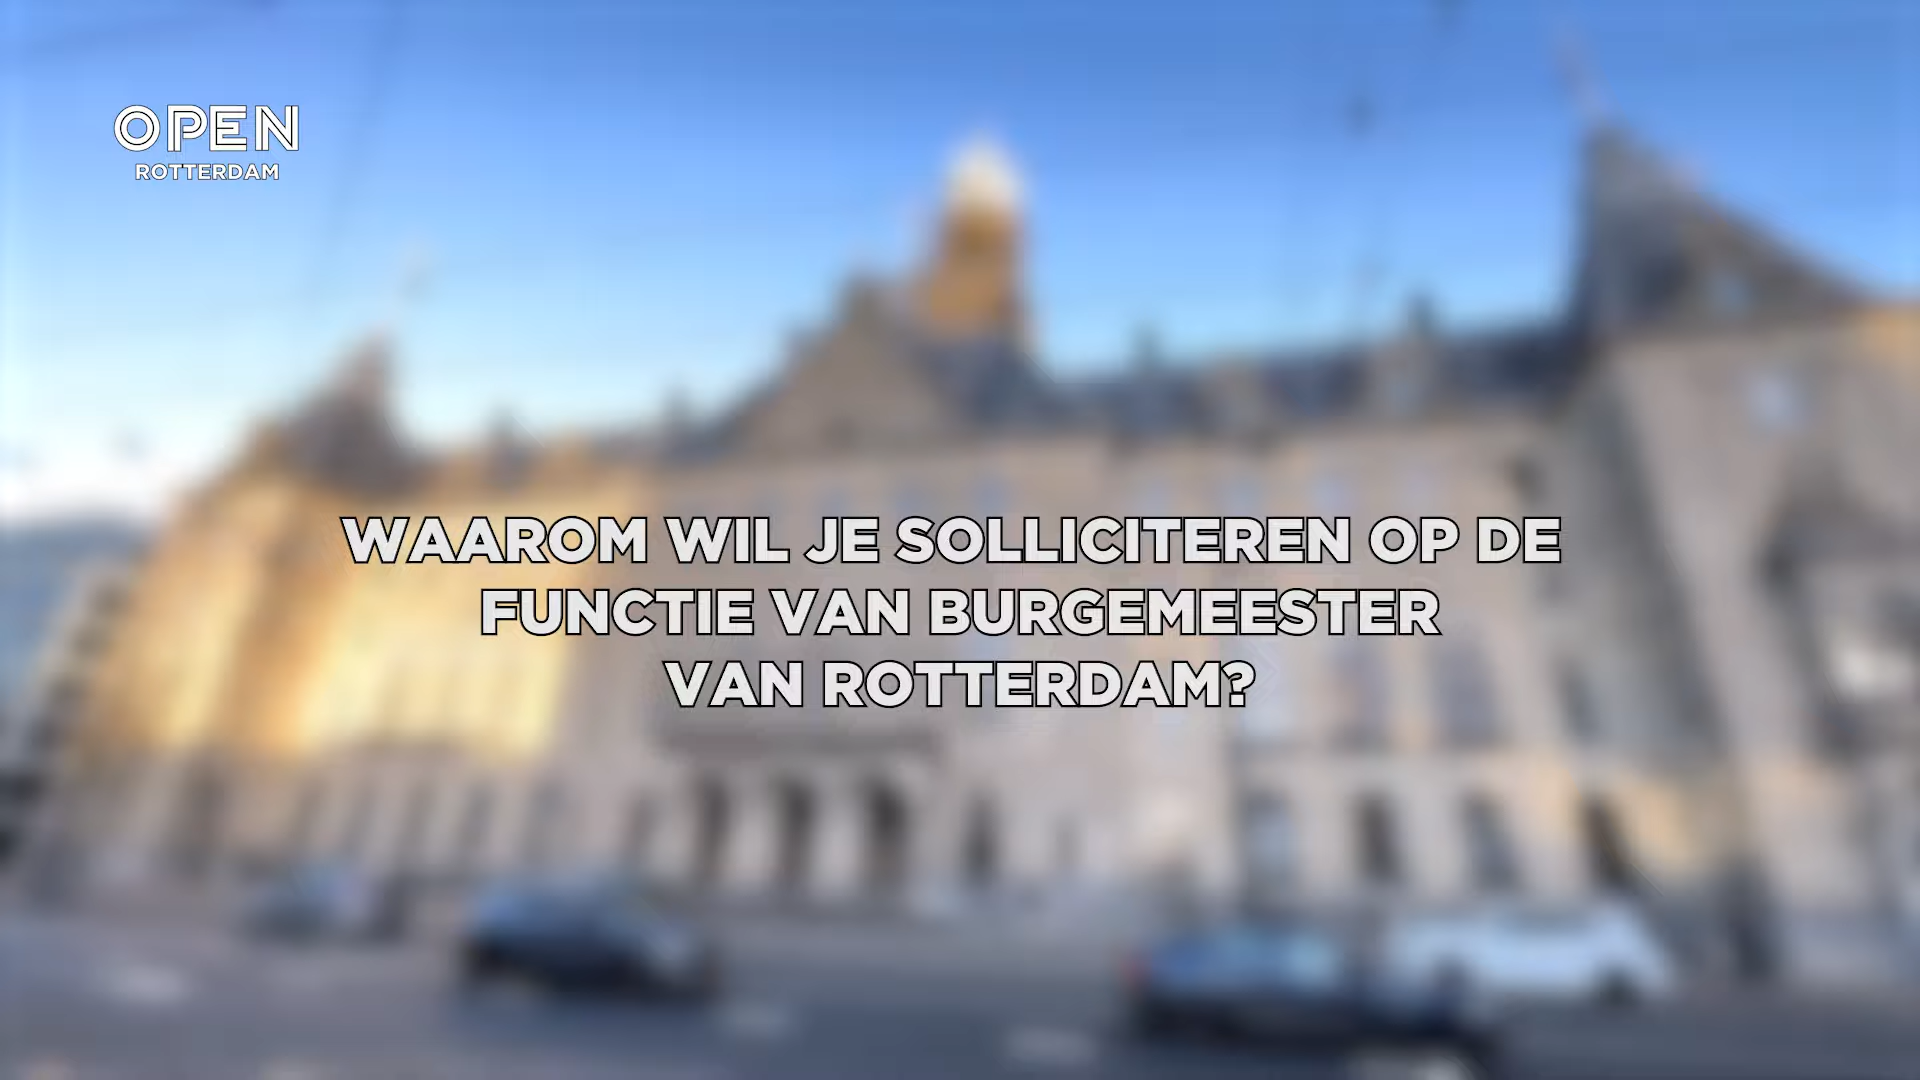 OPEN
ROTTERDAM
WAAROM WIL JE SOLLICITEREN OP DE
FUNCTIE VAN BURGEMEESTER
VAN ROTTERDAM?